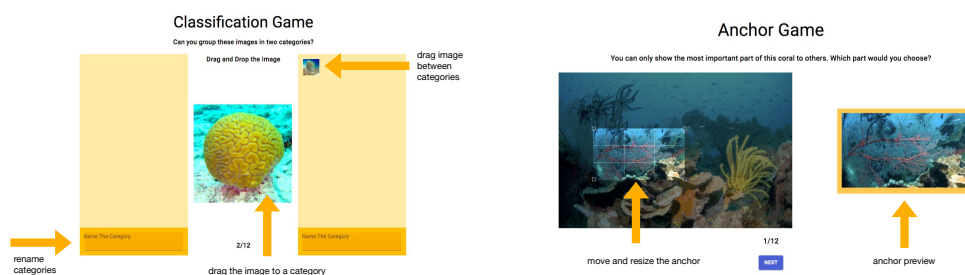 Classification Game
Can you group these images in two categories?
Drag and Drop the Image
drag image
between
categories
Name The Category
2/12
Name The Category
rename
categories
drag the image to a category
Anchor Game
You can only show the most important part of this coral to others. Which part would you choose?
1/12
move and resize the anchor
NEXT
anchor preview